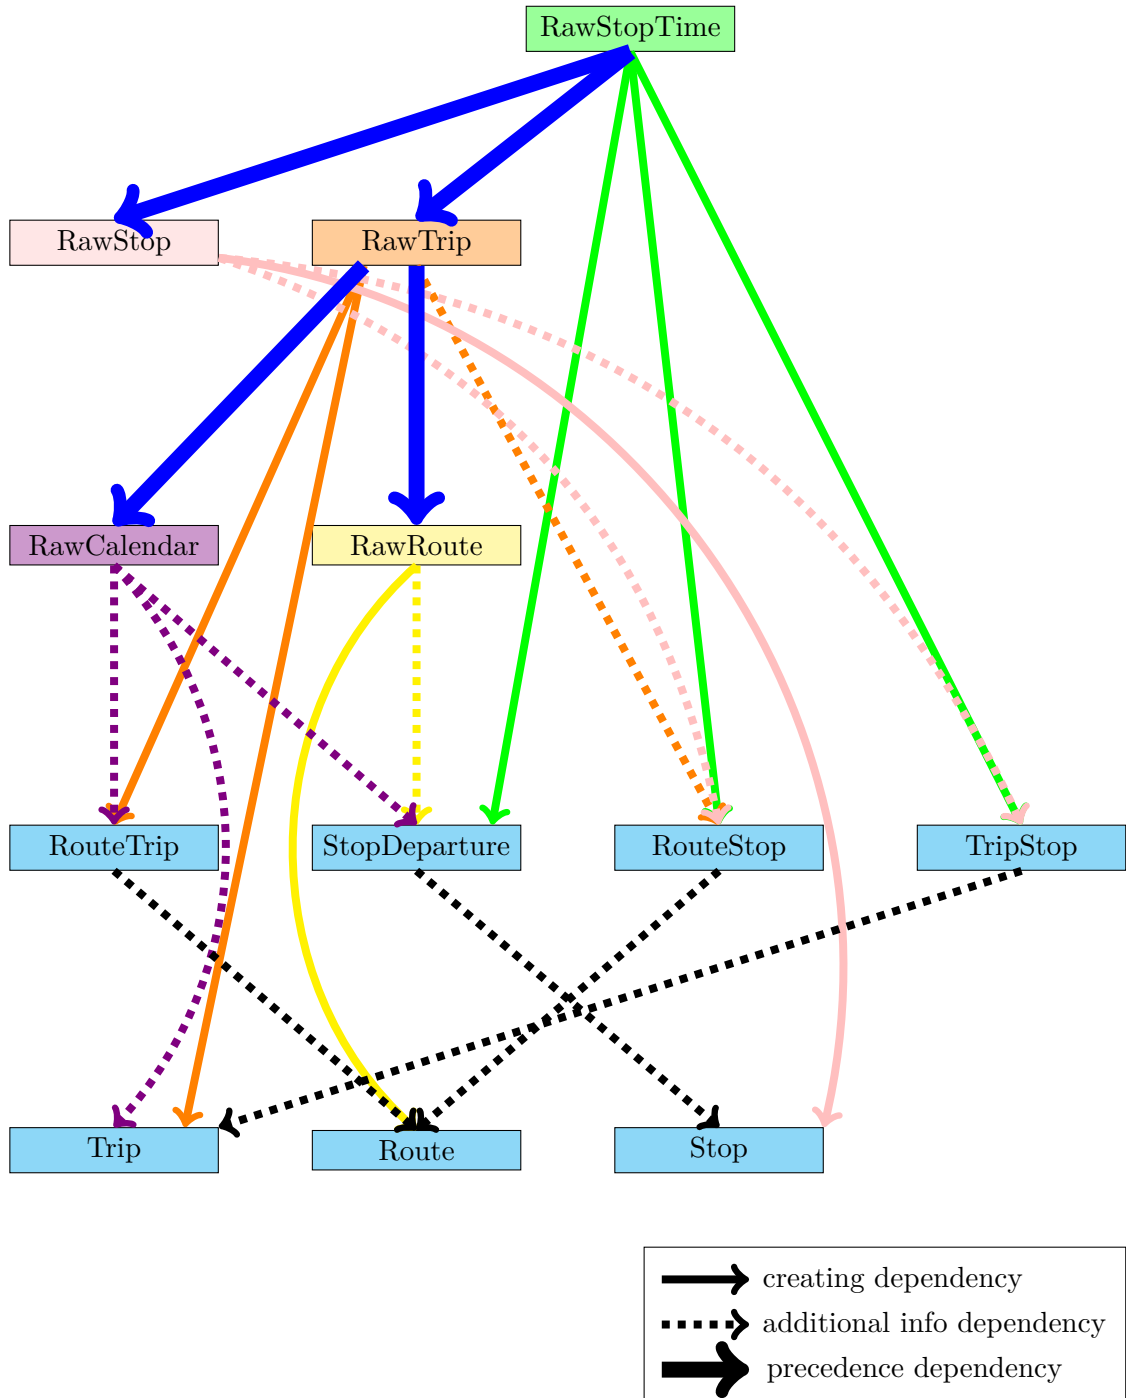 RawStopTime
RawStop
RawTrip
RawCalendar
RawRoute
RouteTrip
StopDeparture
RouteStop
TripStop
Trip
Route
Stop
creating dependency
additional info dependency
precedence dependency